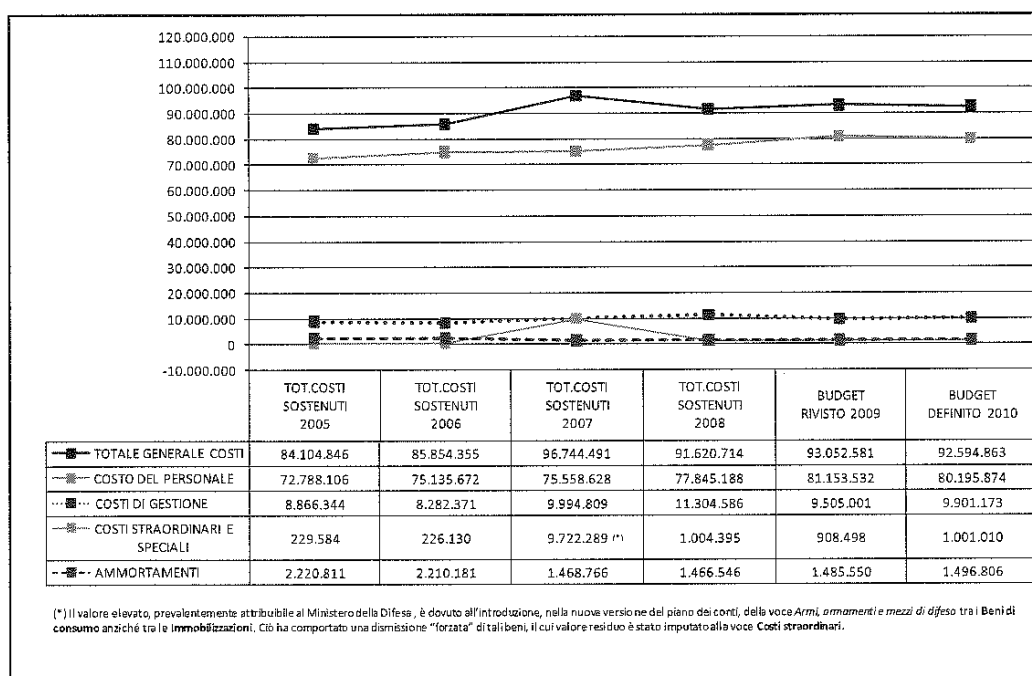 120.000.000
110.000.000
100.000.000
90.000.000
80.000.000
70.000.000
60.000.000
50.000.000
40.000.000
30.000.000
20.000.000
10.000.000
0
-10.000.000
TOT.COSTI SOSTENUTI 2005
TOT.COSTI SOSTENUTI 2006
TOT.COSTI SOSTENUTI 2007
TOT.COSTI SOSTENUTI 2008
BUDGET RIVISTO 2009
BUDGET DEFINITO 2010
TOTALE GENERALE COSTI 84.104.846 85.854.355 96.744.491 91.620.714 93.052.581 92.594.863
COSTO DEL PERSONALE 72.788.106 75.135.672 75.558.628 77.845.188 81.153.532 80.195.874
COSTI DI GESTIONE 8.866.344 8.282.371 9.994.809 11.304.586 9.505.001 9.901.173
COSTI STRAORDINARI E SPECIALI 229.584 226.130 9.722.289 (*) 1.004.395 908.498 1.001.010
AMMORTAMENTI 2.220.811 2.210.181 1.468.766 1.466.546 1.485.550 1.496.806
(*) Il valore elevato, prevalentemente attribuibile al Ministero della Difesa , è dovuto all'introduzione, nella nuova versione del piano dei conti, della voce Armi, armamenti e mezzi di difesa tra i Beni di
consumo anziché tra le Immobilizzazioni. Ciò ha comportato una dismissione "forzata" di tali beni, il cui valore residuo è stato imputato alla voce Costi straordinari.